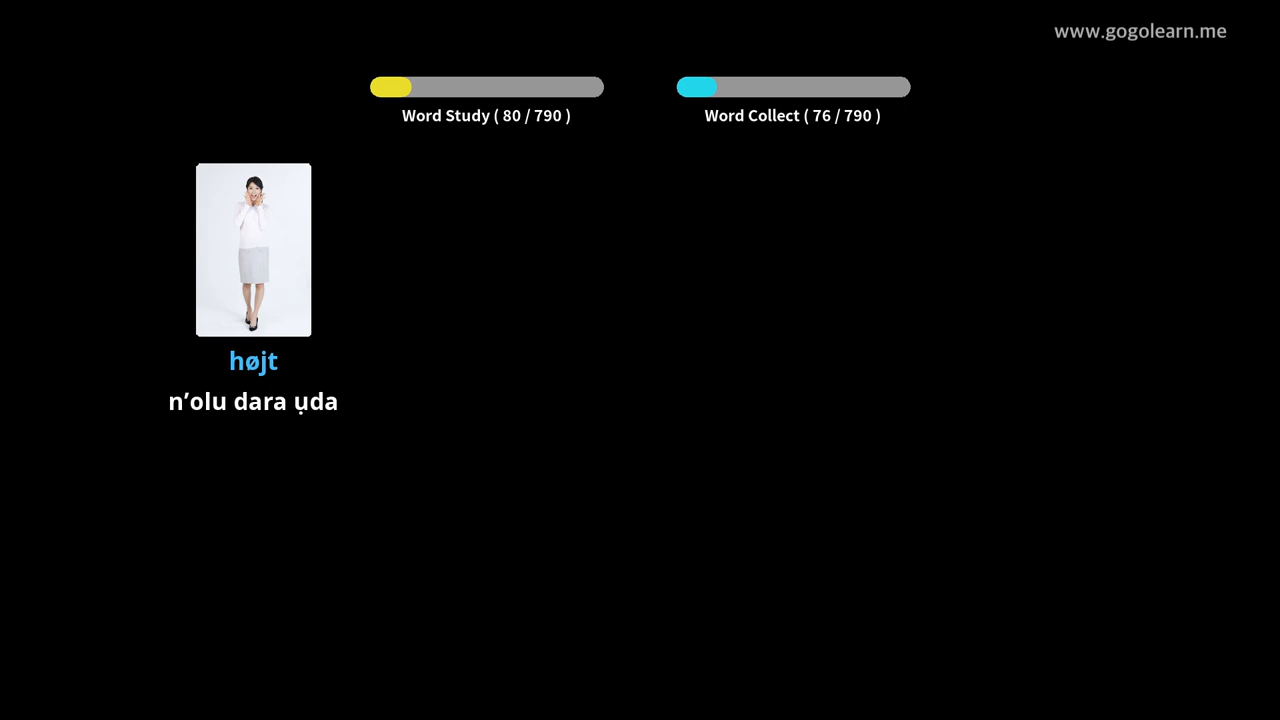 www.gogolearn.me
Word Study ( 80 / 790 )
Word Collect ( 76 / 790 )
højt
n’olu dara ụda